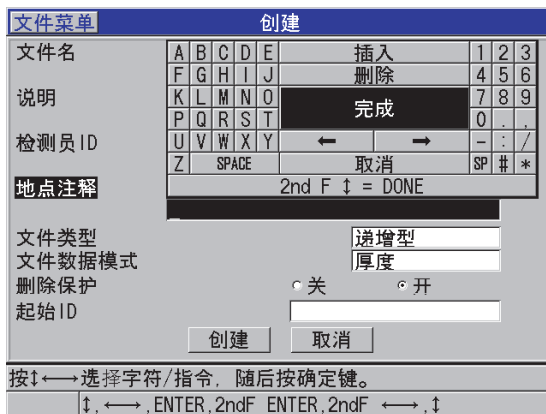 文件菜单 创建
文件名
说明
检测员ID
地点注释
A B C D E 插入 1 2 3
F G H I J 删除 4 5 6
K L M N O 完成 7 8 9
P Q R S T 0 . ,
U V W X Y ← → - : /
Z SPACE 取消 SP # *
2nd F ↕ = DONE
文件类型 递增型
文件数据模式 厚度
删除保护 关 开
起始ID
创建 取消
按↕←→选择字符/指令, 随后按确定键。
↕, ←→, ENTER, 2ndF ENTER, 2ndF ←→, ↕